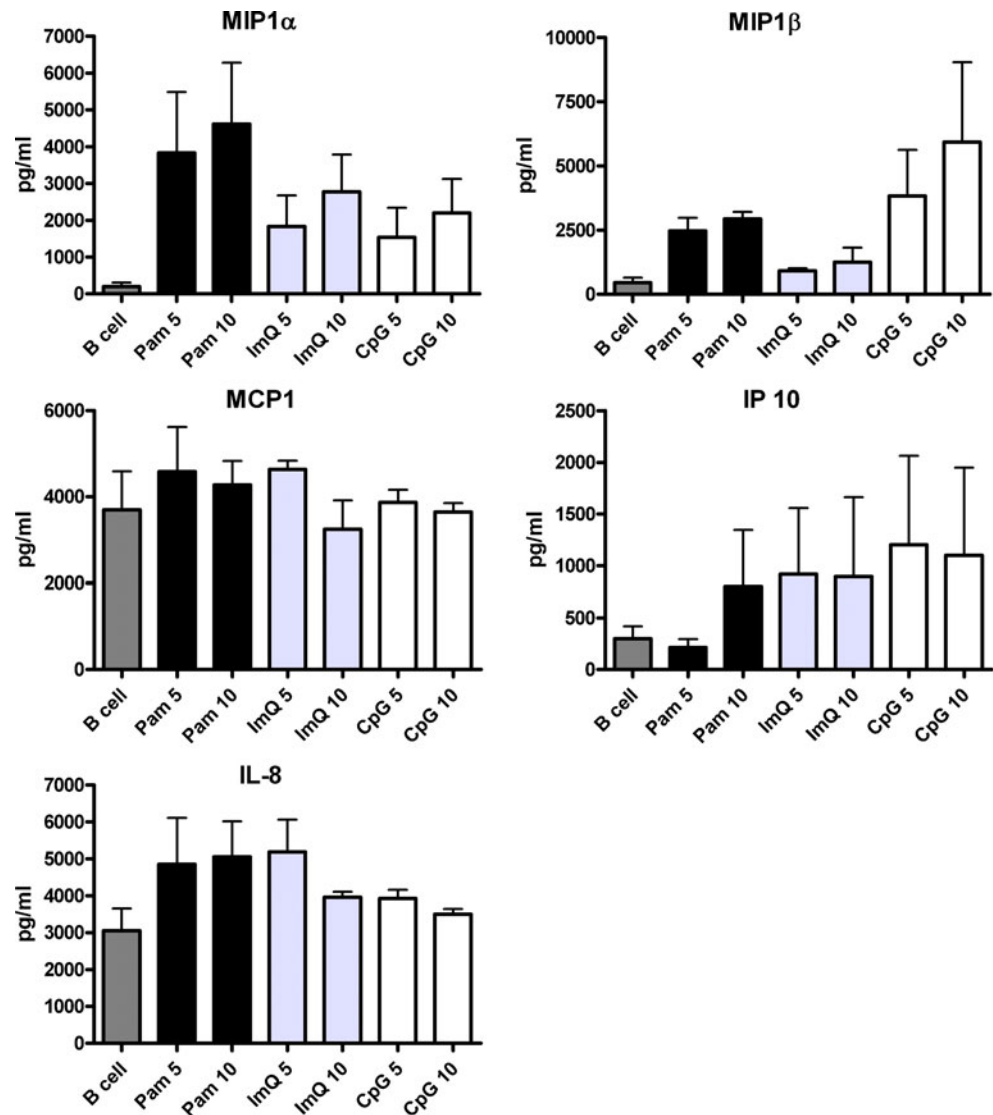 MIP1α
pg/ml
7000
6000
5000
4000
3000
2000
1000
0
B cell
Pam 5
Pam 10
ImQ 5
ImQ 10
CpG 5
CpG 10
MIP1β
pg/ml
10000
7500
5000
2500
0
B cell
Pam 5
Pam 10
ImQ 5
ImQ 10
CpG 5
CpG 10
MCP1
pg/ml
6000
4000
2000
0
B cell
Pam 5
Pam 10
ImQ 5
ImQ 10
CpG 5
CpG 10
IP 10
pg/ml
2500
2000
1500
1000
500
0
B cell
Pam 5
Pam 10
ImQ 5
ImQ 10
CpG 5
CpG 10
IL-8
pg/ml
7000
6000
5000
4000
3000
2000
1000
0
B cell
Pam 5
Pam 10
ImQ 5
ImQ 10
CpG 5
CpG 10